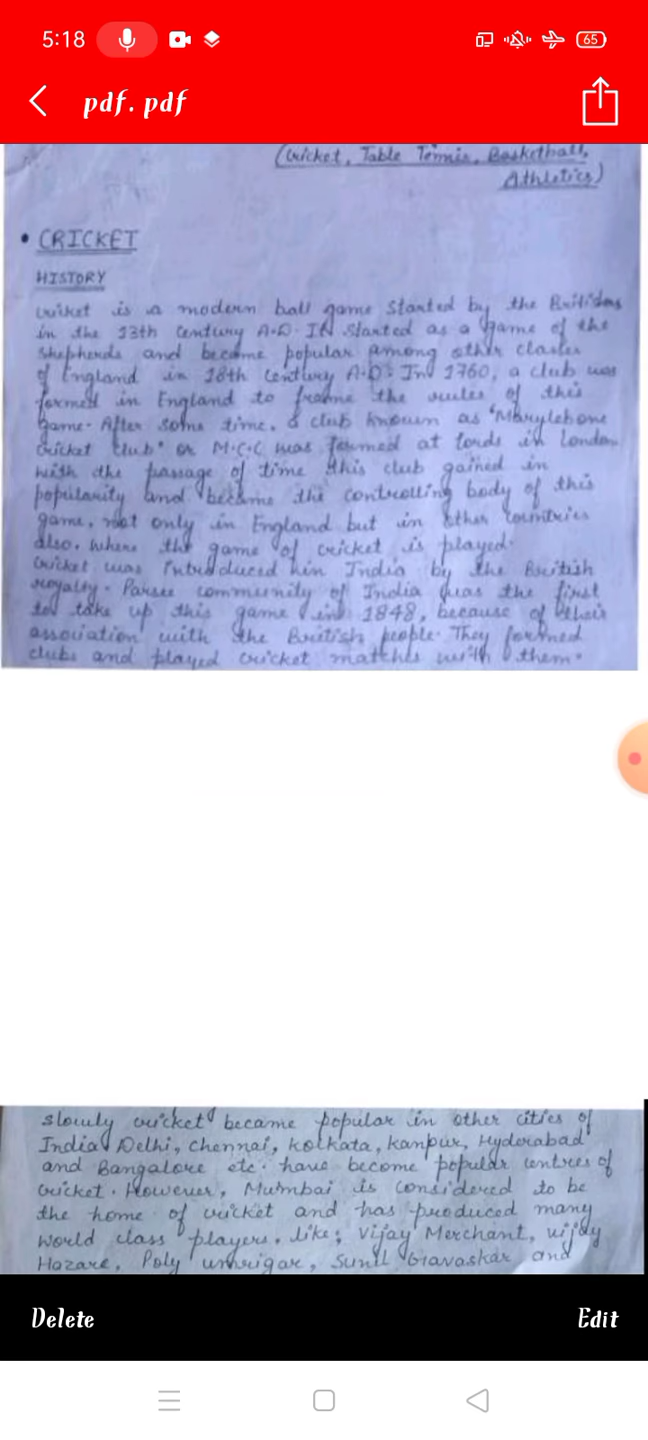 5:18
65
pdf. pdf
(Cricket, Table Tennis, Basketball,
Athletics)
• CRICKET
HISTORY
cricket is a modern ball game started by the
in the 13th century A.D. It started as a game of the
shepherds and became popular among other
of England in 18th century A.D. In 1760, a club was
formed in England to frame the rules of this
game. After some time, a club known as "Marylebone
cricket club" or M.C.C was formed at lords in London
with the passage of time this club gained in
popularity and became the controlling body of this
game, not only in England but in other countries
also, where the game of cricket is played.
cricket was introduced in India by the British
royalty. Parsee community of India was the first
to take up this game in 1848, because of their
association with the British people. They formed
clubs and played cricket matches with them.
slowly cricket became popular in other cities of
India Delhi, chennai, kolkata, kanpur, Hyderabad
and Bangalore etc. have become popular centres of
cricket. However, Mumbai is considered to be
the home of cricket and has produced many
world class players, like; Vijay Merchant, vijay
Hazare, Poly umrigar, Sunil Gravaskar and
Delete
Edit